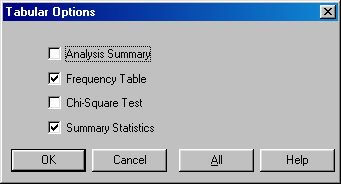 Tabular Options
Analysis Summary
Frequency Table
Chi-Square Test
Summary Statistics
OK Cancel All Help